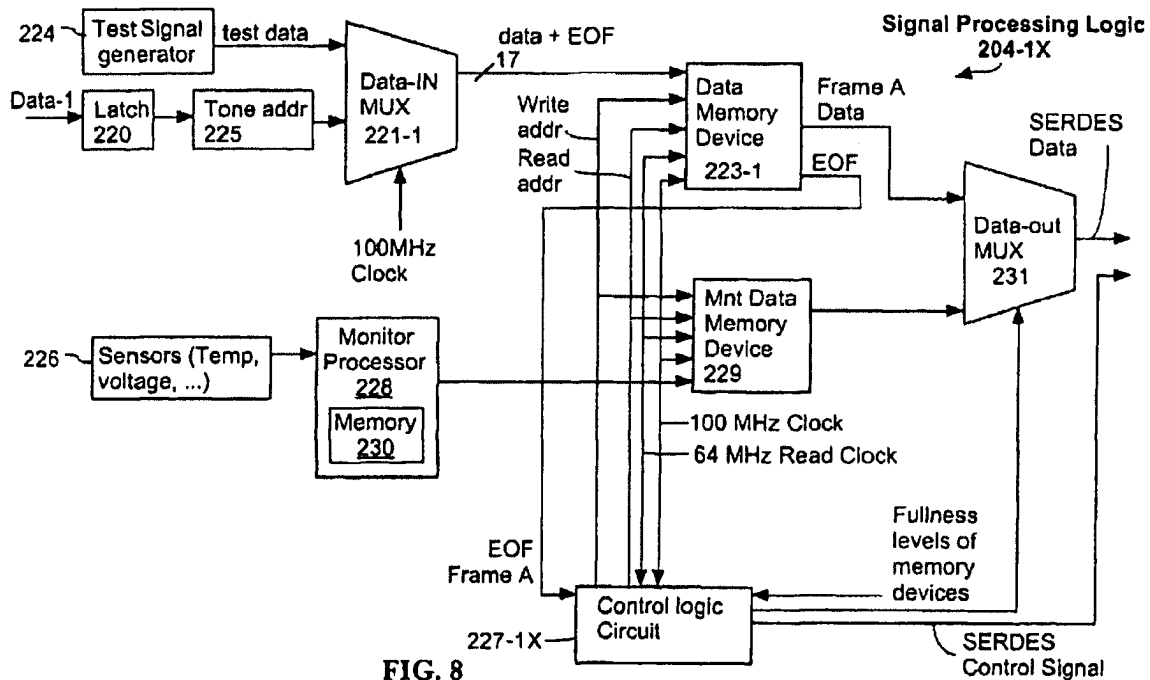 224
Test Signal
generator
test data
Data-1
Latch
220
Tone addr
225
Data-IN
MUX
221-1
100MHz
Clock
data + EOF
17
Write
addr
Read
addr
Data
Memory
Device
223-1
Frame A
Data
EOF
Signal Processing Logic
204-1X
SERDES
Data
Data-out
MUX
231
226
Sensors (Temp,
voltage, ...)
Monitor
Processor
228
Memory
230
Mnt Data
Memory
Device
229
100 MHz Clock
64 MHz Read Clock
EOF
Frame A
Fullness
levels of
memory
devices
Control logic
Circuit
227-1X
SERDES
Control Signal
FIG. 8